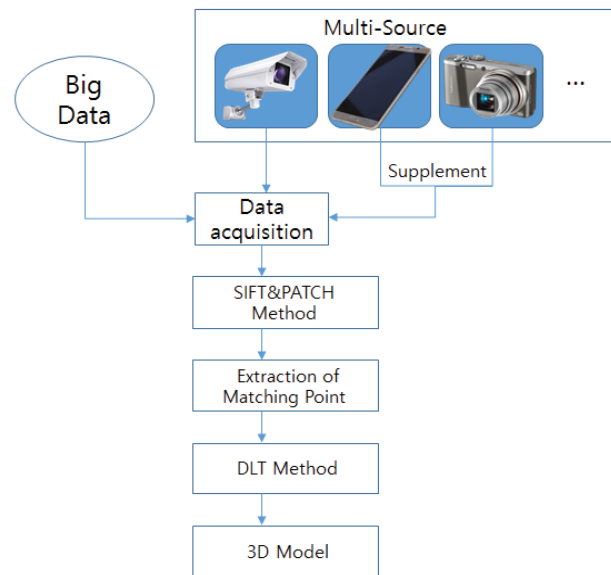 Multi-Source
Big
Data
...
Supplement
Data
acquisition
SIFT&PATCH
Method
Extraction of
Matching Point
DLT Method
3D Model